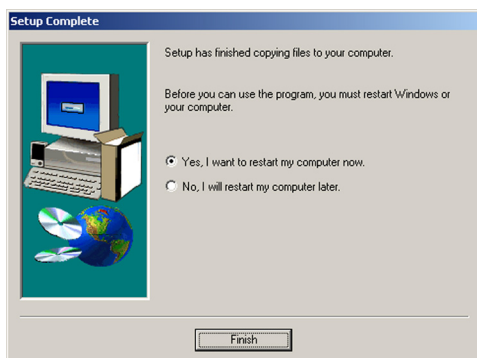 Setup Complete
Setup has finished copying files to your computer.
Before you can use the program, you must restart Windows or
your computer.
Yes, I want to restart my computer now.
No, I will restart my computer later.
Finish